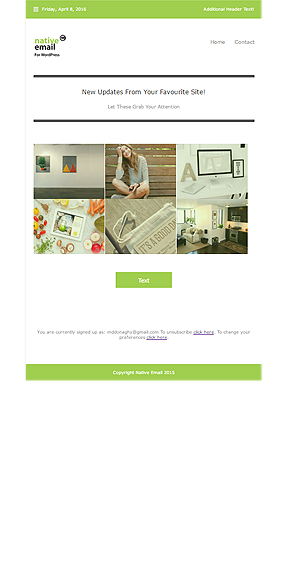 Friday, April 8, 2016
Additional Header Text!
native
email
For WordPress
Home Contact
New Updates From Your Favourite Site!
Let These Grab Your Attention
IT'S A GOOD
Text
You are currently signed up as: mddonaghy@gmail.com To unsubscribe click here. To change your
preferences click here.
Copyright Native Email 2015